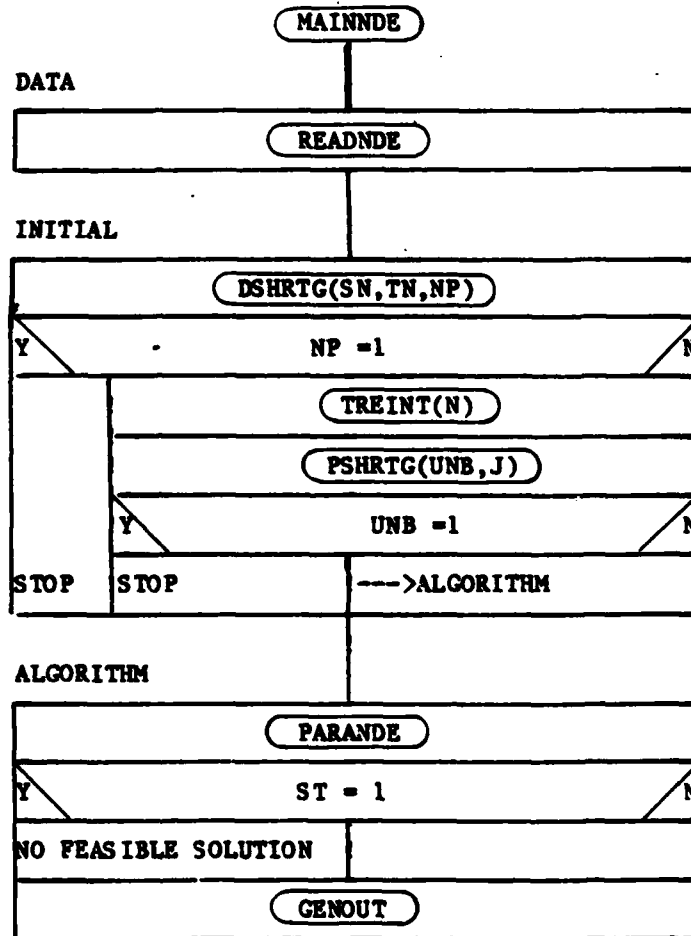 MAINNDE
DATA
READNDE
INITIAL
DSHRTG(SN,TN,NP)
Y NP =1 N
TREINT(N)
PSHRTG(UNB,J)
Y UNB =1 N
STOP STOP --->ALGORITHM
ALGORITHM
PARANDE
Y ST = 1 N
NO FEASIBLE SOLUTION
GENOUT